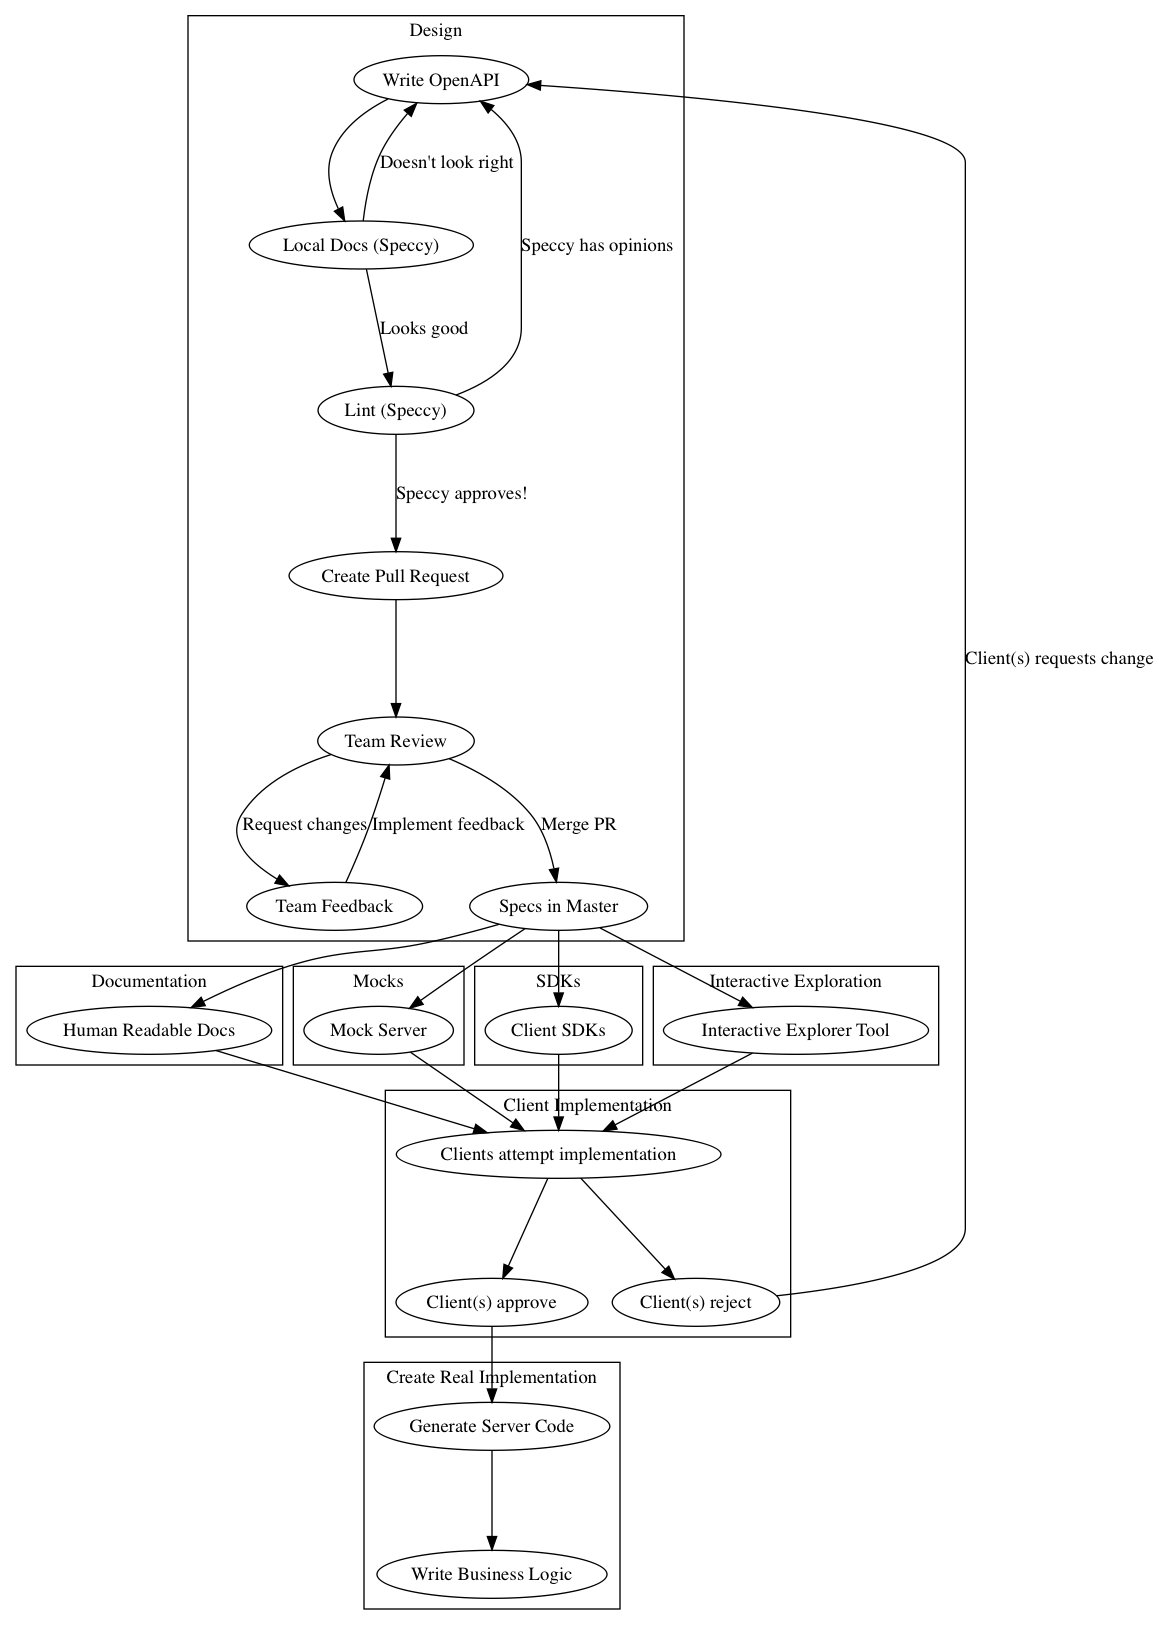 Design
Write OpenAPI
Doesn't look right
Local Docs (Speccy)
Speccy has opinions
Looks good
Lint (Speccy)
Speccy approves!
Create Pull Request
Client(s) requests change
Team Review
Request changes
Implement feedback
Merge PR
Team Feedback
Specs in Master
Documentation
Mocks
SDKs
Interactive Exploration
Human Readable Docs
Mock Server
Client SDKs
Interactive Explorer Tool
Client Implementation
Clients attempt implementation
Client(s) approve
Client(s) reject
Create Real Implementation
Generate Server Code
Write Business Logic